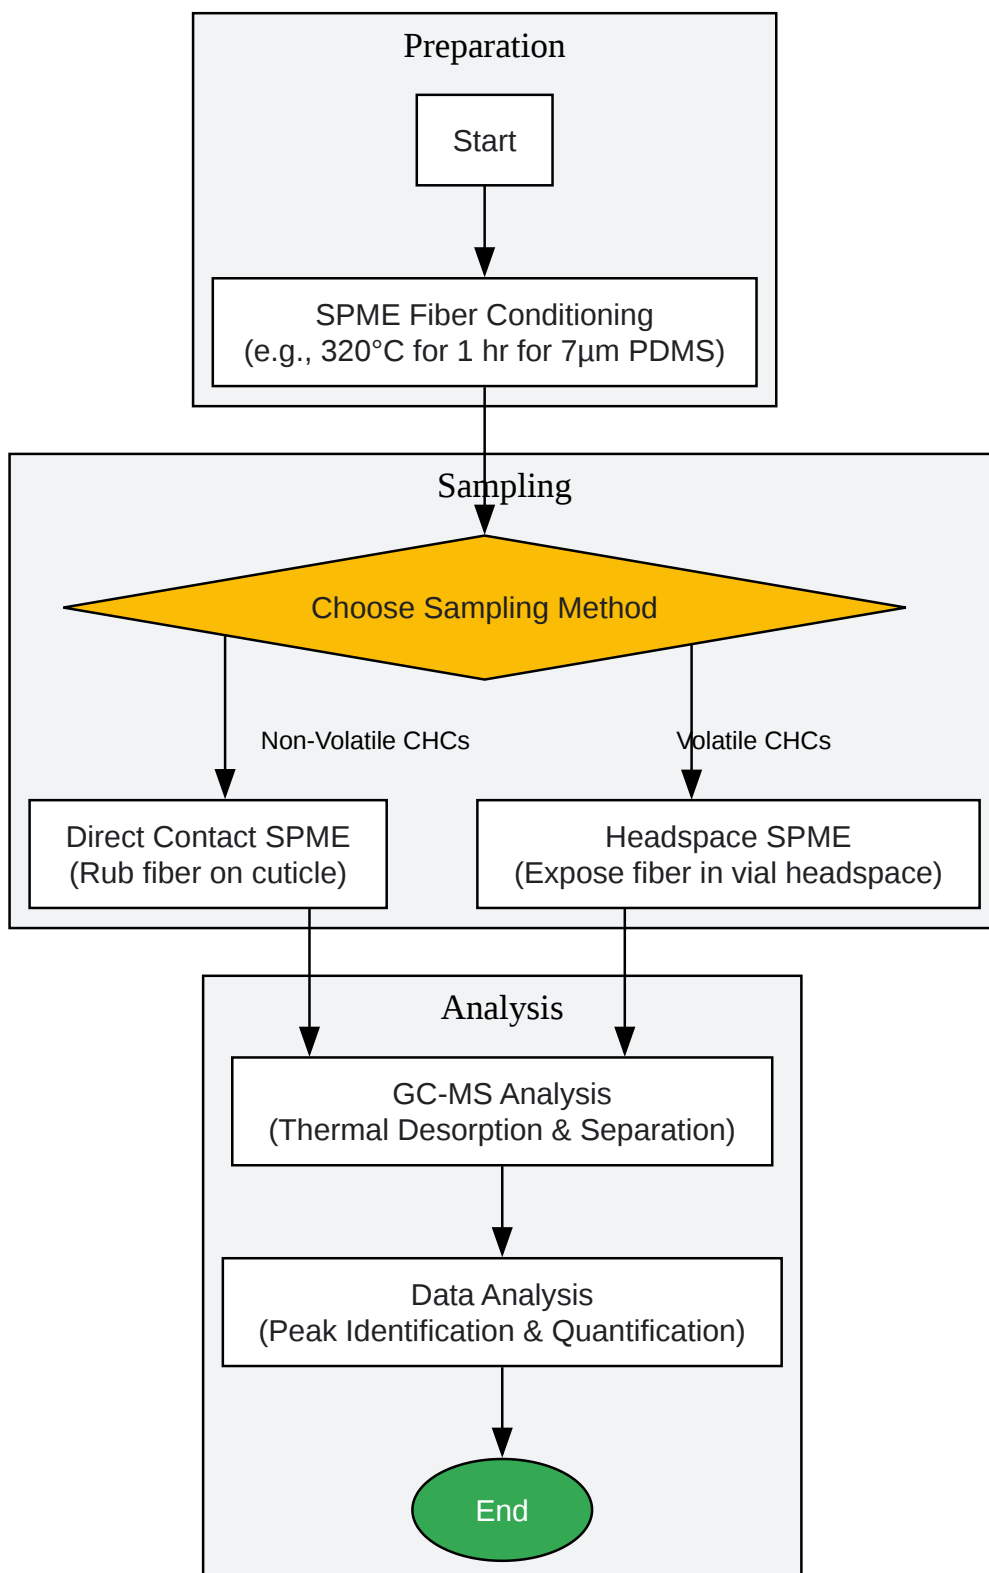 Preparation
Start
SPME Fiber Conditioning
(e.g., 320°C for 1 hr for 7µm PDMS)
Sampling
Choose Sampling Method
Non-Volatile CHCs
Volatile CHCs
Direct Contact SPME
(Rub fiber on cuticle)
Headspace SPME
(Expose fiber in vial headspace)
Analysis
GC-MS Analysis
(Thermal Desorption & Separation)
Data Analysis
(Peak Identification & Quantification)
End